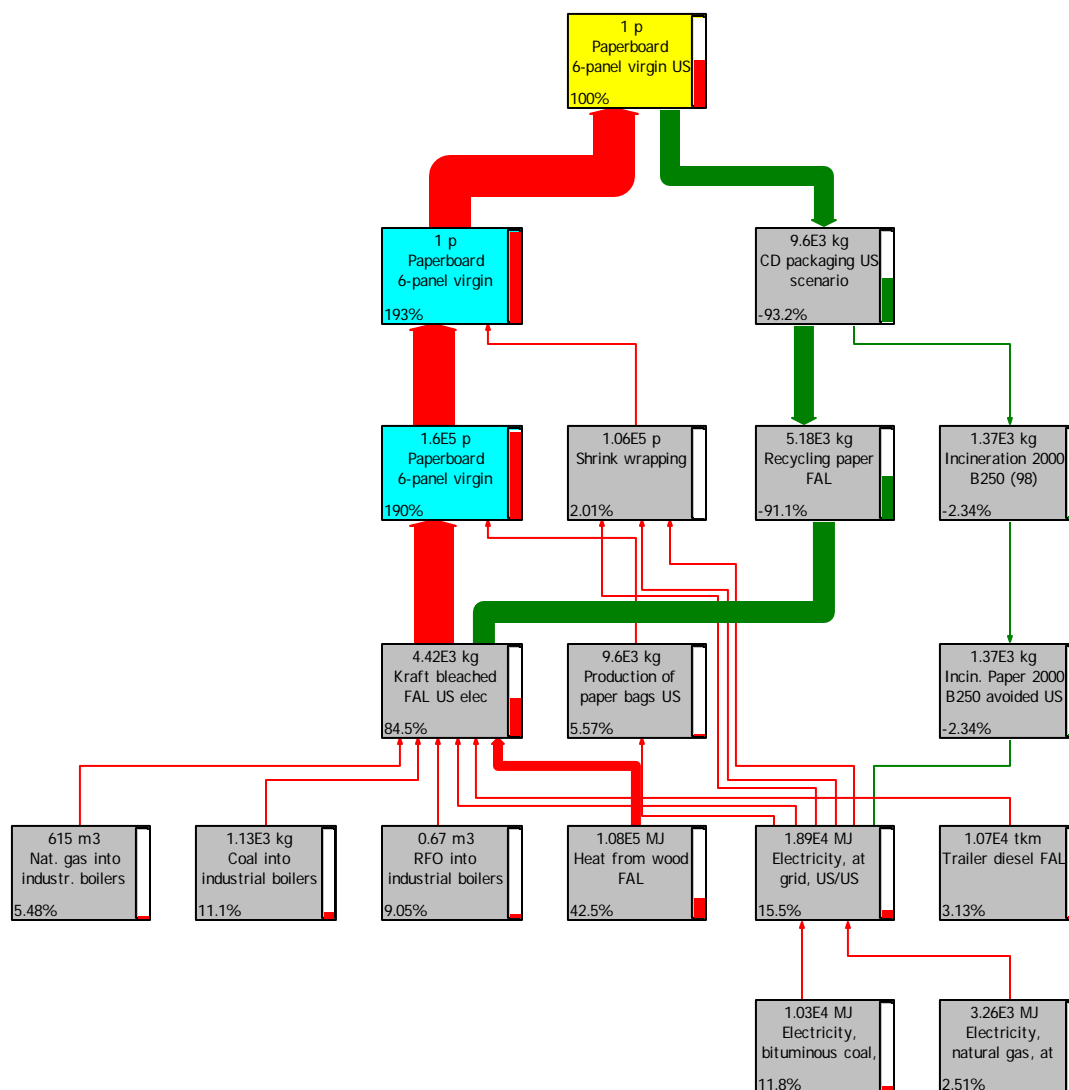 1 p
Paperboard
6-panel virgin US
100%
1 p
Paperboard
6-panel virgin
193%
9.6E3 kg
CD packaging US
scenario
-93.2%
1.6E5 p
Paperboard
6-panel virgin
190%
1.06E5 p
Shrink wrapping
2.01%
5.18E3 kg
Recycling paper
FAL
-91.1%
1.37E3 kg
Incineration 2000
B250 (98)
-2.34%
4.42E3 kg
Kraft bleached
FAL US elec
84.5%
9.6E3 kg
Production of
paper bags US
5.57%
1.37E3 kg
Incin. Paper 2000
B250 avoided US
-2.34%
615 m3
Nat. gas into
industr. boilers
5.48%
1.13E3 kg
Coal into
industrial boilers
11.1%
0.67 m3
RFO into
industrial boilers
9.05%
1.08E5 MJ
Heat from wood
FAL
42.5%
1.89E4 MJ
Electricity, at
grid, US/US
15.5%
1.07E4 tkm
Trailer diesel FAL
3.13%
1.03E4 MJ
Electricity,
bituminous coal,
11.8%
3.26E3 MJ
Electricity,
natural gas, at
2.51%